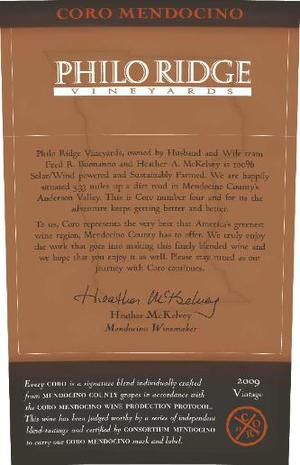 CORO MENDOCINO
PHILO RIDGE
VINEYARDS
Philo Ridge Vineyards, owned by Husband and Wife team
Fred R. Buonanno and Heather A. McKelvey is 100%
Solar/Wind powered and Sustainably Farmed. We are happily
situated 5.33 miles up a dirt road in Mendocino County's
Anderson Valley. This is Coro number four and for us the
adventure keeps getting better and better.
To us, Coro represents the very best that America's greenest
wine region, Mendocino County has to offer. We truly enjoy
the work that goes into making this finely blended wine and
we hope that you enjoy it as well. Please stay tuned as our
journey with Coro continues.
Heather McKelvey
Heather McKelvey
Mendocino Winemaker
Every CORO is a signature blend individually crafted
from MENDOCINO COUNTY grapes in accordance with
the CORO MENDOCINO WINE PRODUCTION PROTOCOL.
This wine has been judged worthy by a series of independent
blend-tastings and certified by CONSORTIUM MENDOCINO
to carry our CORO MENDOCINO mark and label.
2009
Vintage